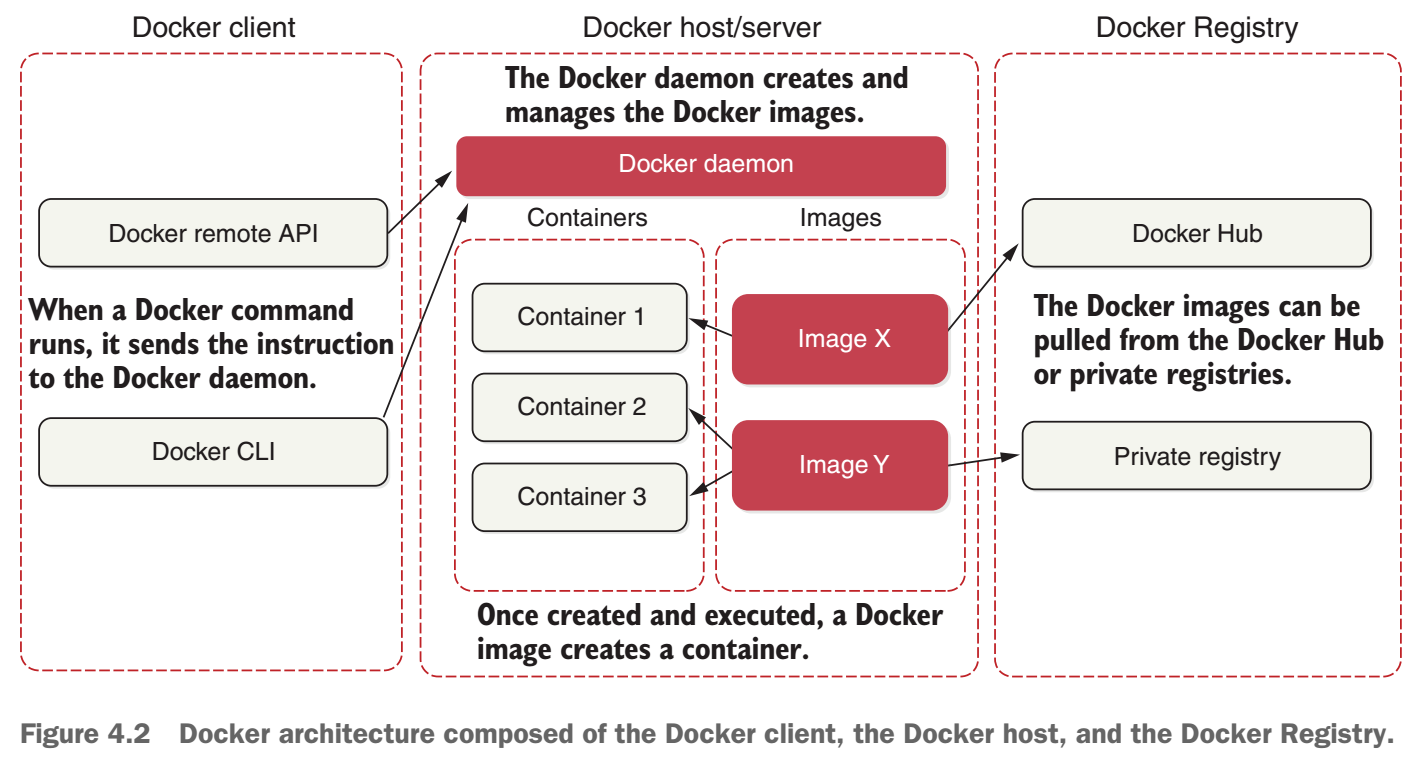 Docker client
Docker host/server
Docker Registry
The Docker daemon creates and
manages the Docker images.
Docker daemon
Docker remote API
When a Docker command
runs, it sends the instruction
to the Docker daemon.
Docker CLI
Containers
Container 1
Container 2
Container 3
Images
Image X
Image Y
Once created and executed, a Docker
image creates a container.
Docker Hub
The Docker images can be
pulled from the Docker Hub
or private registries.
Private registry
Figure 4.2 Docker architecture composed of the Docker client, the Docker host, and the Docker Registry.